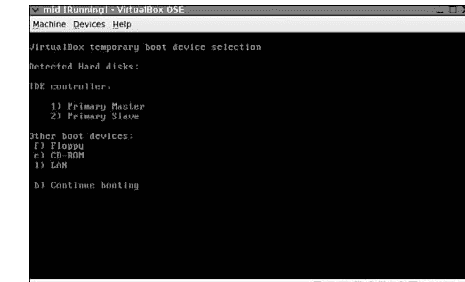 mid [Running] - VirtualBox OSE
Machine Devices Help
VirtualBox temporary boot device selection
Detected Hard disks:
IDE controller:
1) Primary Master
2) Primary Slave
Other boot devices:
f) Floppy
c) CD-ROM
l) LAN
b) Continue booting